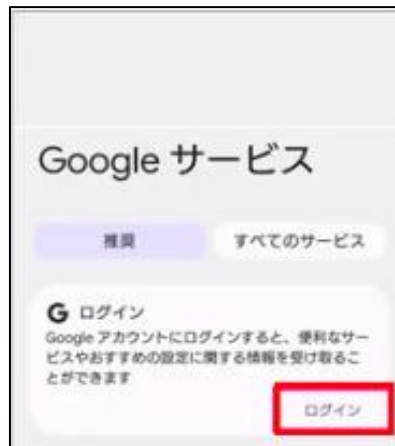 Google サービス
推奨
すべてのサービス
G ログイン
Google アカウントにログインすると、便利なサー
ビスやおすすめの設定に関する情報を受け取るこ
とができます
ログイン